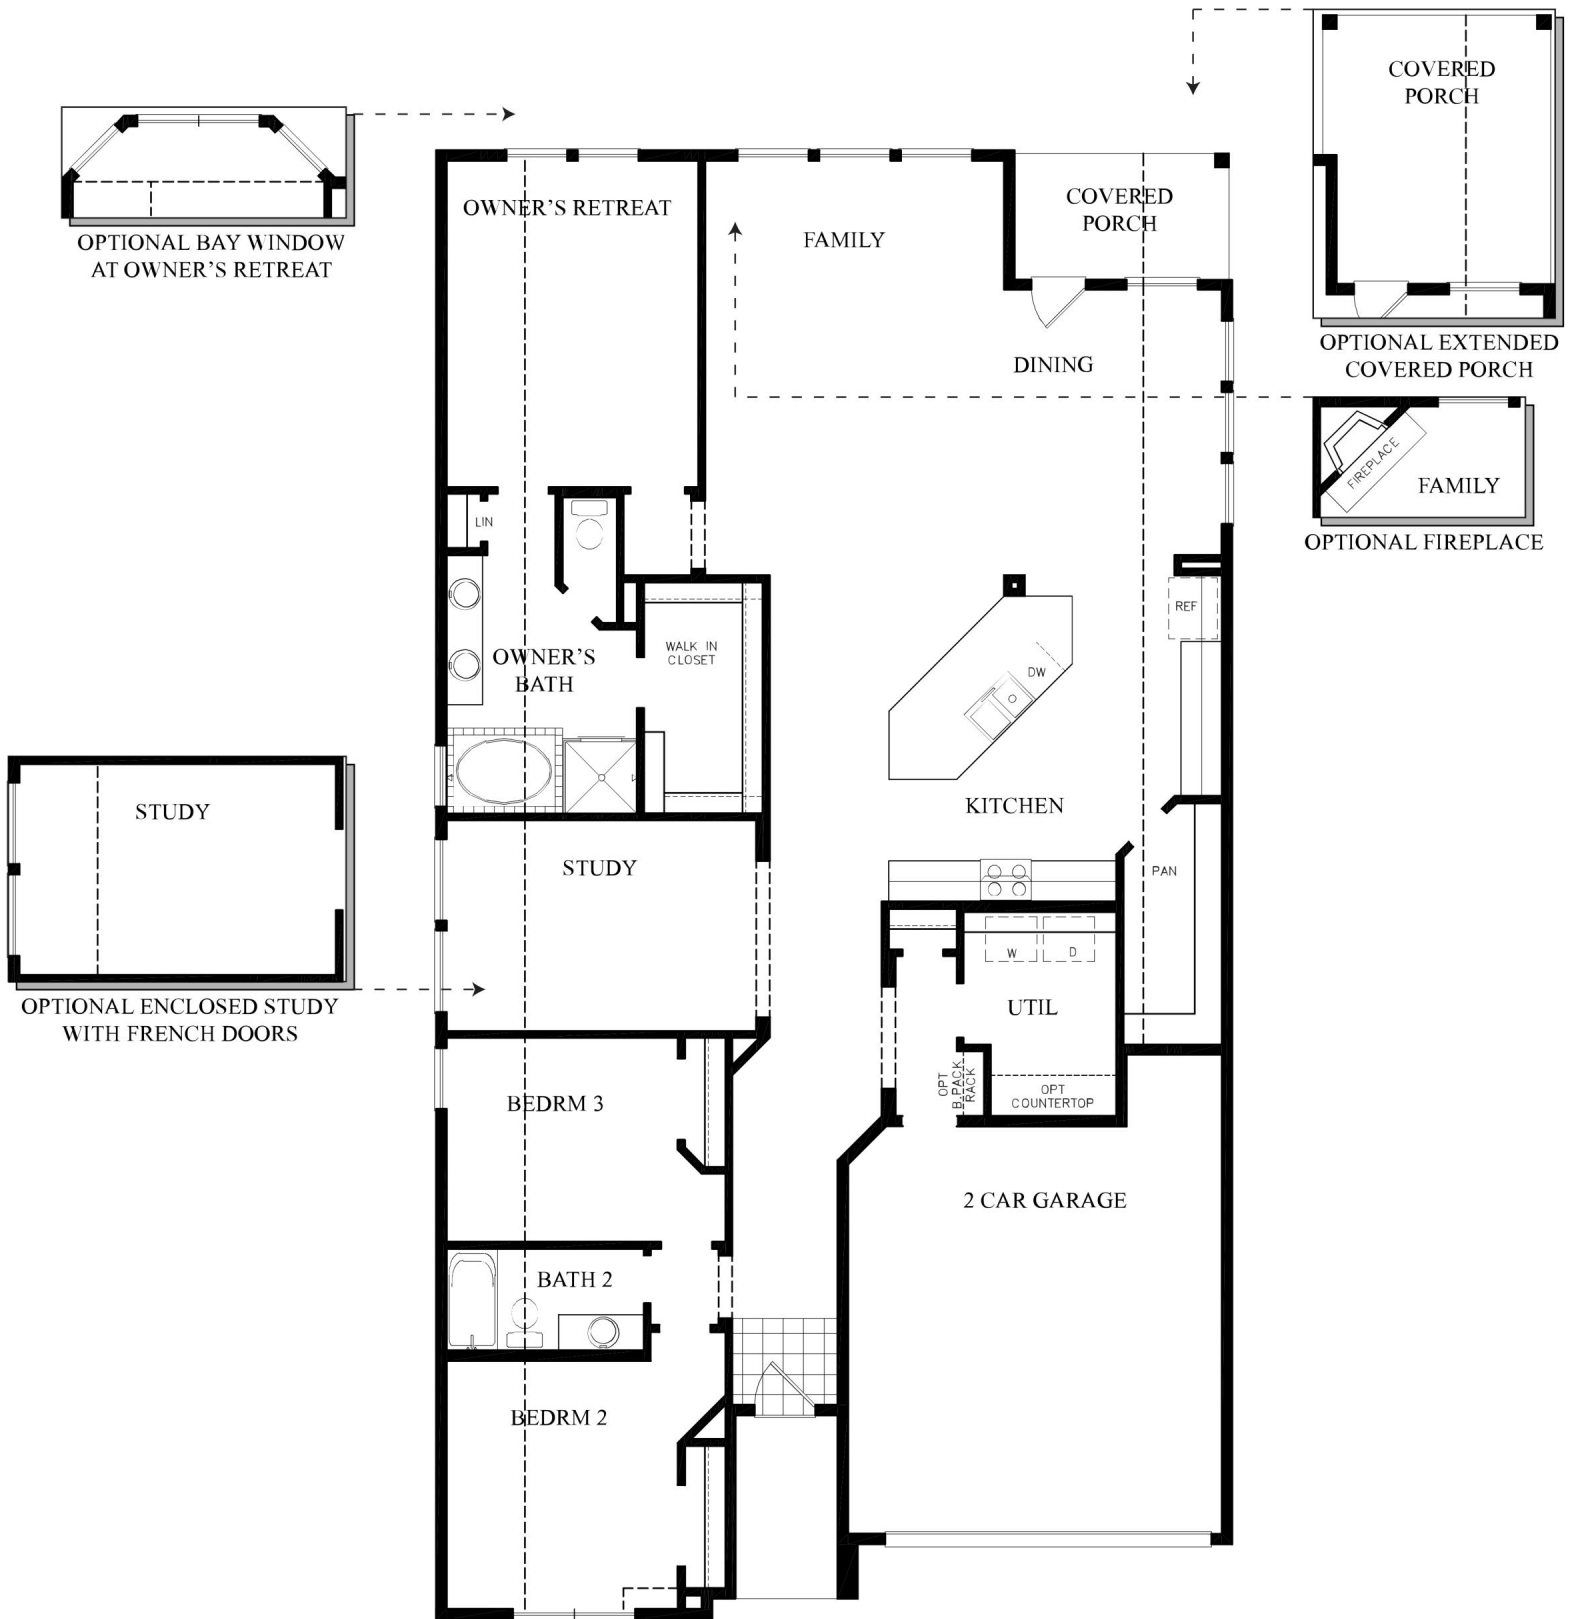 COVERED
PORCH
OPTIONAL EXTENDED
COVERED PORCH
OPTIONAL BAY WINDOW
AT OWNER’S RETREAT
OWNER’S RETREAT
FAMILY
COVERED
PORCH
DINING
FIREPLACE
FAMILY
OPTIONAL FIREPLACE
LIN
OWNER’S
BATH
WALK IN
CLOSET
REF
DW
KITCHEN
PAN
STUDY
OPTIONAL ENCLOSED STUDY
WITH FRENCH DOORS
STUDY
W
D
UTIL
OPT
B.PACK
RACK
OPT
COUNTERTOP
BEDRM 3
2 CAR GARAGE
BATH 2
BEDRM 2